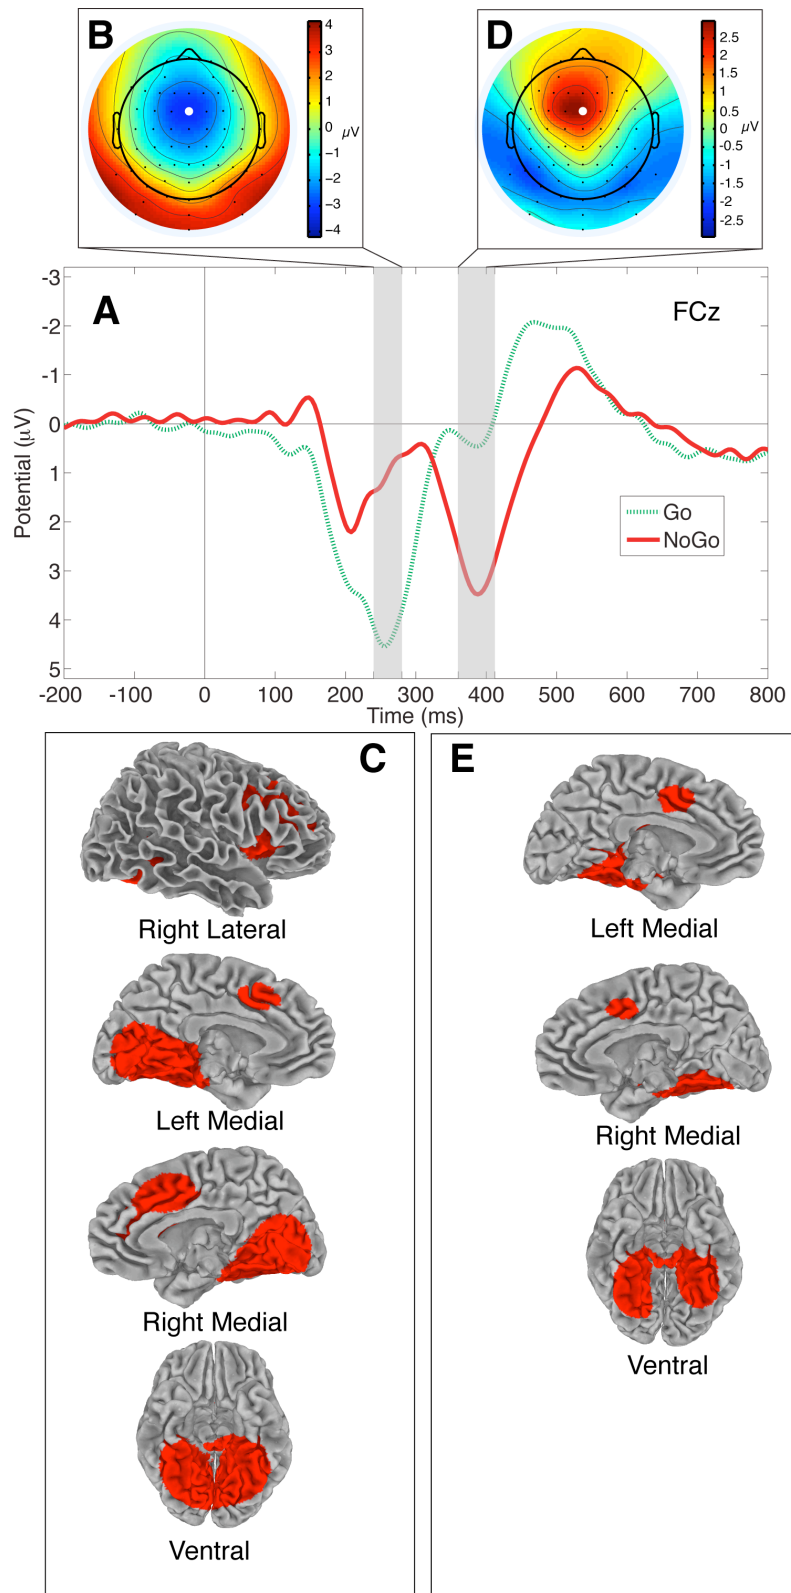 B
4
3
2
1
0
−1
−2
−3
−4
μV
D
2.5
2
1.5
1
0.5
0
-0.5
-1
-1.5
-2
-2.5
μV
A
FCz
Potential (μV)
-3
-2
-1
0
1
2
3
4
5
Go
NoGo
-200 -100 0 100 200 300 400 500 600 700 800
Time (ms)
C
Right Lateral
Left Medial
Right Medial
Ventral
E
Left Medial
Right Medial
Ventral